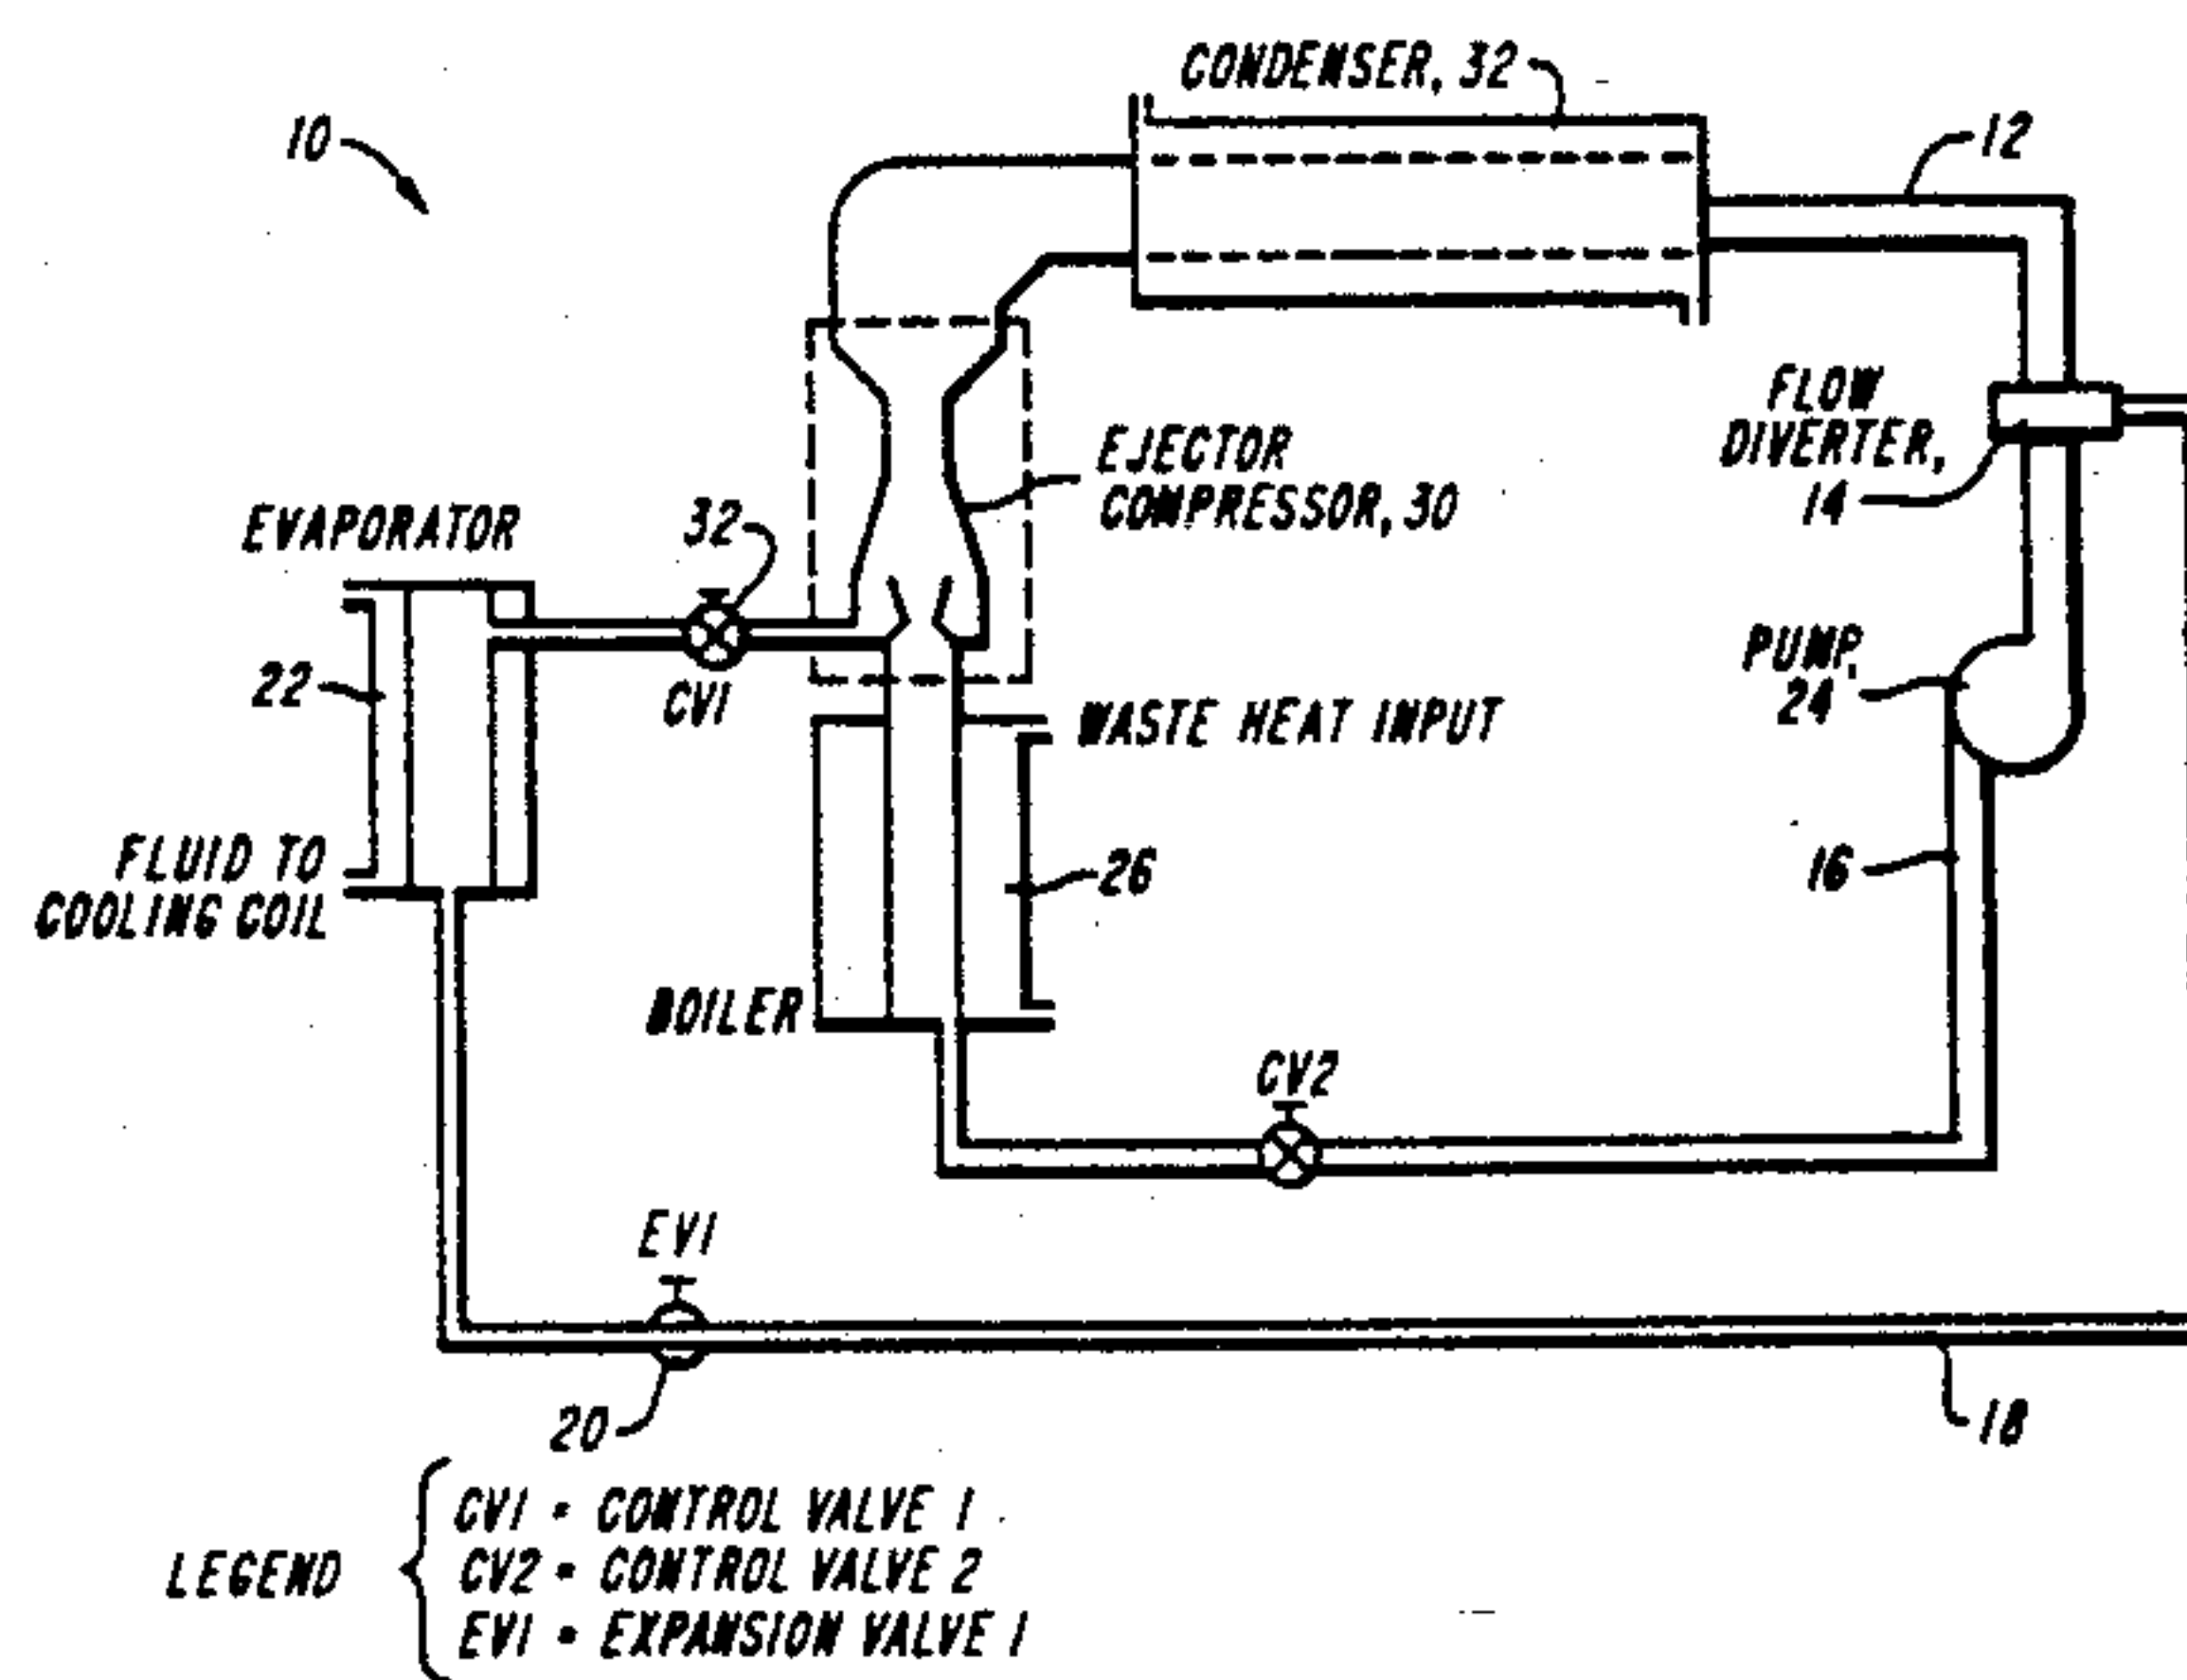 CONDENSER, 32
10
12
FLOW
DIVERTER,
14
EJECTOR
COMPRESSOR, 30
EVAPORATOR
32
CV1
22
PUMP,
24
WASTE HEAT INPUT
FLUID TO
COOLING COIL
26
16
BOILER
CV2
EV1
20
18
LEGEND
CV1 = CONTROL VALVE 1
CV2 = CONTROL VALVE 2
EV1 = EXPANSION VALVE 1